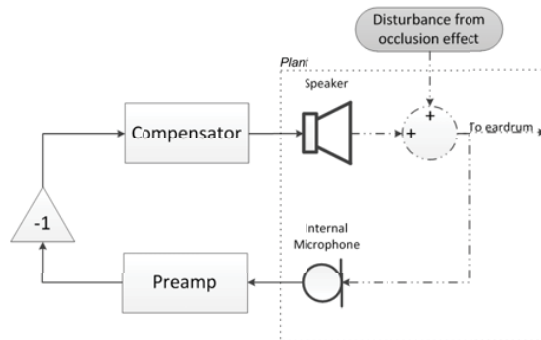 Disturbance from
occlusion effect
Plant
Speaker
Compensator
+
+
To eardrum
-1
Internal
Microphone
Preamp